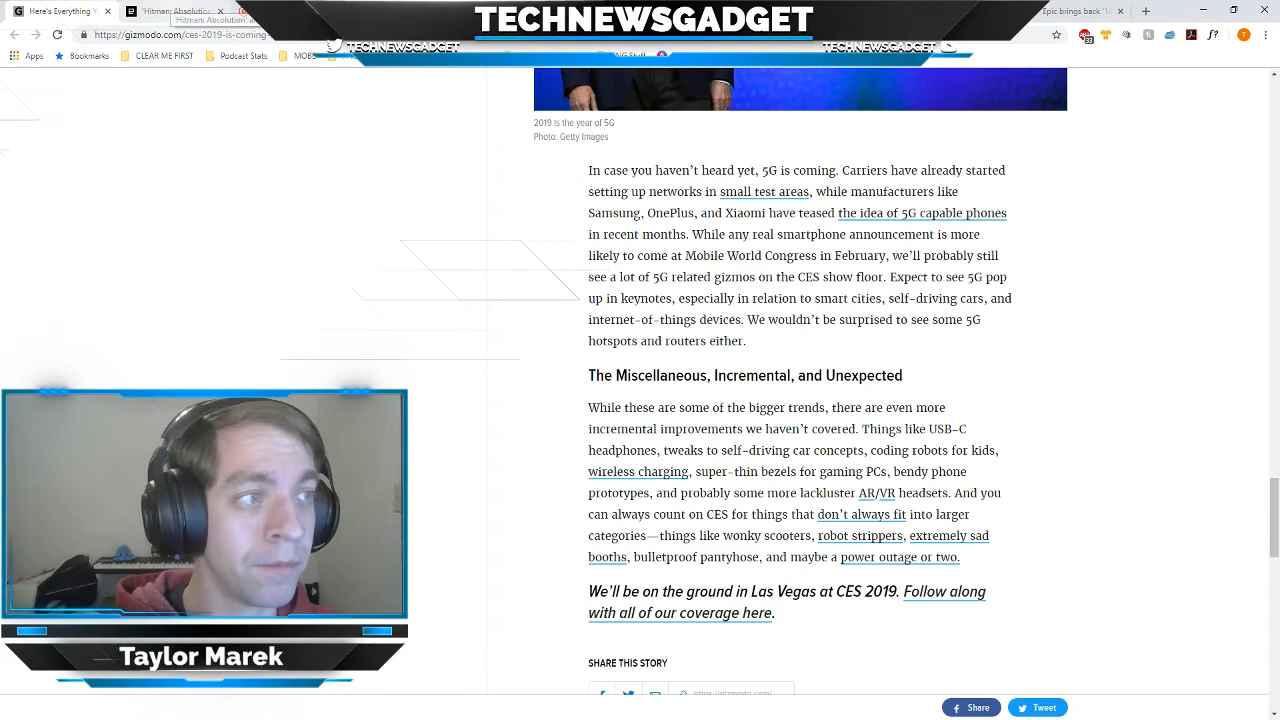 Here's Everything Y
Hitman: Absolution
Hitman: Absolu
Epic brings back '14
TECHNEWSGADGET
https://gizmodo.com/ces-2019-is-coming-
TECHNEWSGADGET
TECHNEWSGADGET
Apps
Bookmarks
CLEAR ME FIRST
Podcast Stats
2019 is the year of 5G
Photo: Getty Images
In case you haven't heard yet, 5G is coming. Carriers have already started
setting up networks in small test areas, while manufacturers like
Samsung, OnePlus, and Xiaomi have teased the idea of 5G capable phones
in recent months. While any real smartphone announcement is more
likely to come at Mobile World Congress in February, we'll probably still
see a lot of 5G related gizmos on the CES show floor. Expect to see 5G pop
up in keynotes, especially in relation to smart cities, self-driving cars, and
internet-of-things devices. We wouldn't be surprised to see some 5G
hotspots and routers either.
The Miscellaneous, Incremental, and Unexpected
While these are some of the bigger trends, there are even more
incremental improvements we haven't covered. Things like USB-C
headphones, tweaks to self-driving car concepts, coding robots for kids,
wireless charging, super-thin bezels for gaming PCs, bendy phone
prototypes, and probably some more lackluster AR/VR headsets. And you
can always count on CES for things that don't always fit into larger
categories—things like wonky scooters, robot strippers, extremely sad
booths, bulletproof pantyhose, and maybe a power outage or two.
We'll be on the ground in Las Vegas at CES 2019. Follow along
with all of our coverage here.
Taylor Marek
SHARE THIS STORY
https://gizmodo.com/
Share
Tweet